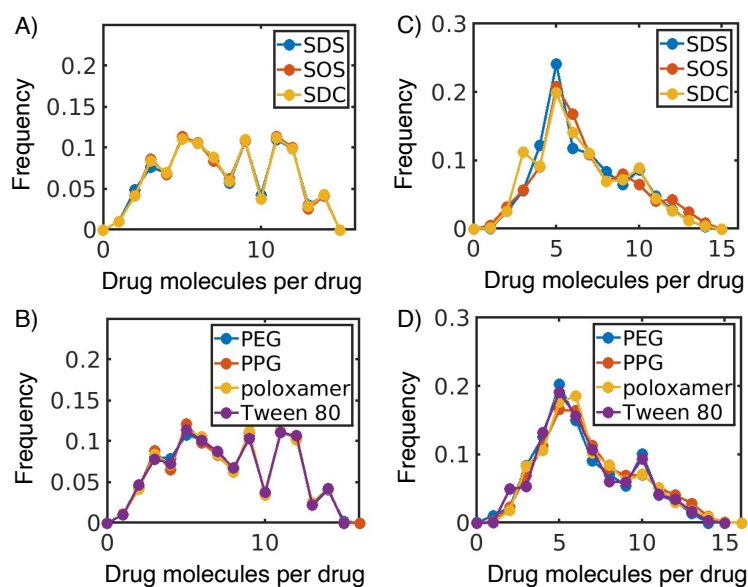 A)
SDS
SOS
SDC
0.2
0.15
0.1
0.05
0
0
10
Frequency
Drug molecules per drug
C)
SDS
SOS
SDC
0.3
0.2
0.1
0
0
5
10
15
Frequency
Drug molecules per drug
B)
PEG
PPG
poloxamer
Tween 80
0.2
0.15
0.1
0.05
0
0
10
Frequency
Drug molecules per drug
D)
PEG
PPG
poloxamer
Tween 80
0.3
0.2
0.1
0
0
5
10
15
Frequency
Drug molecules per drug